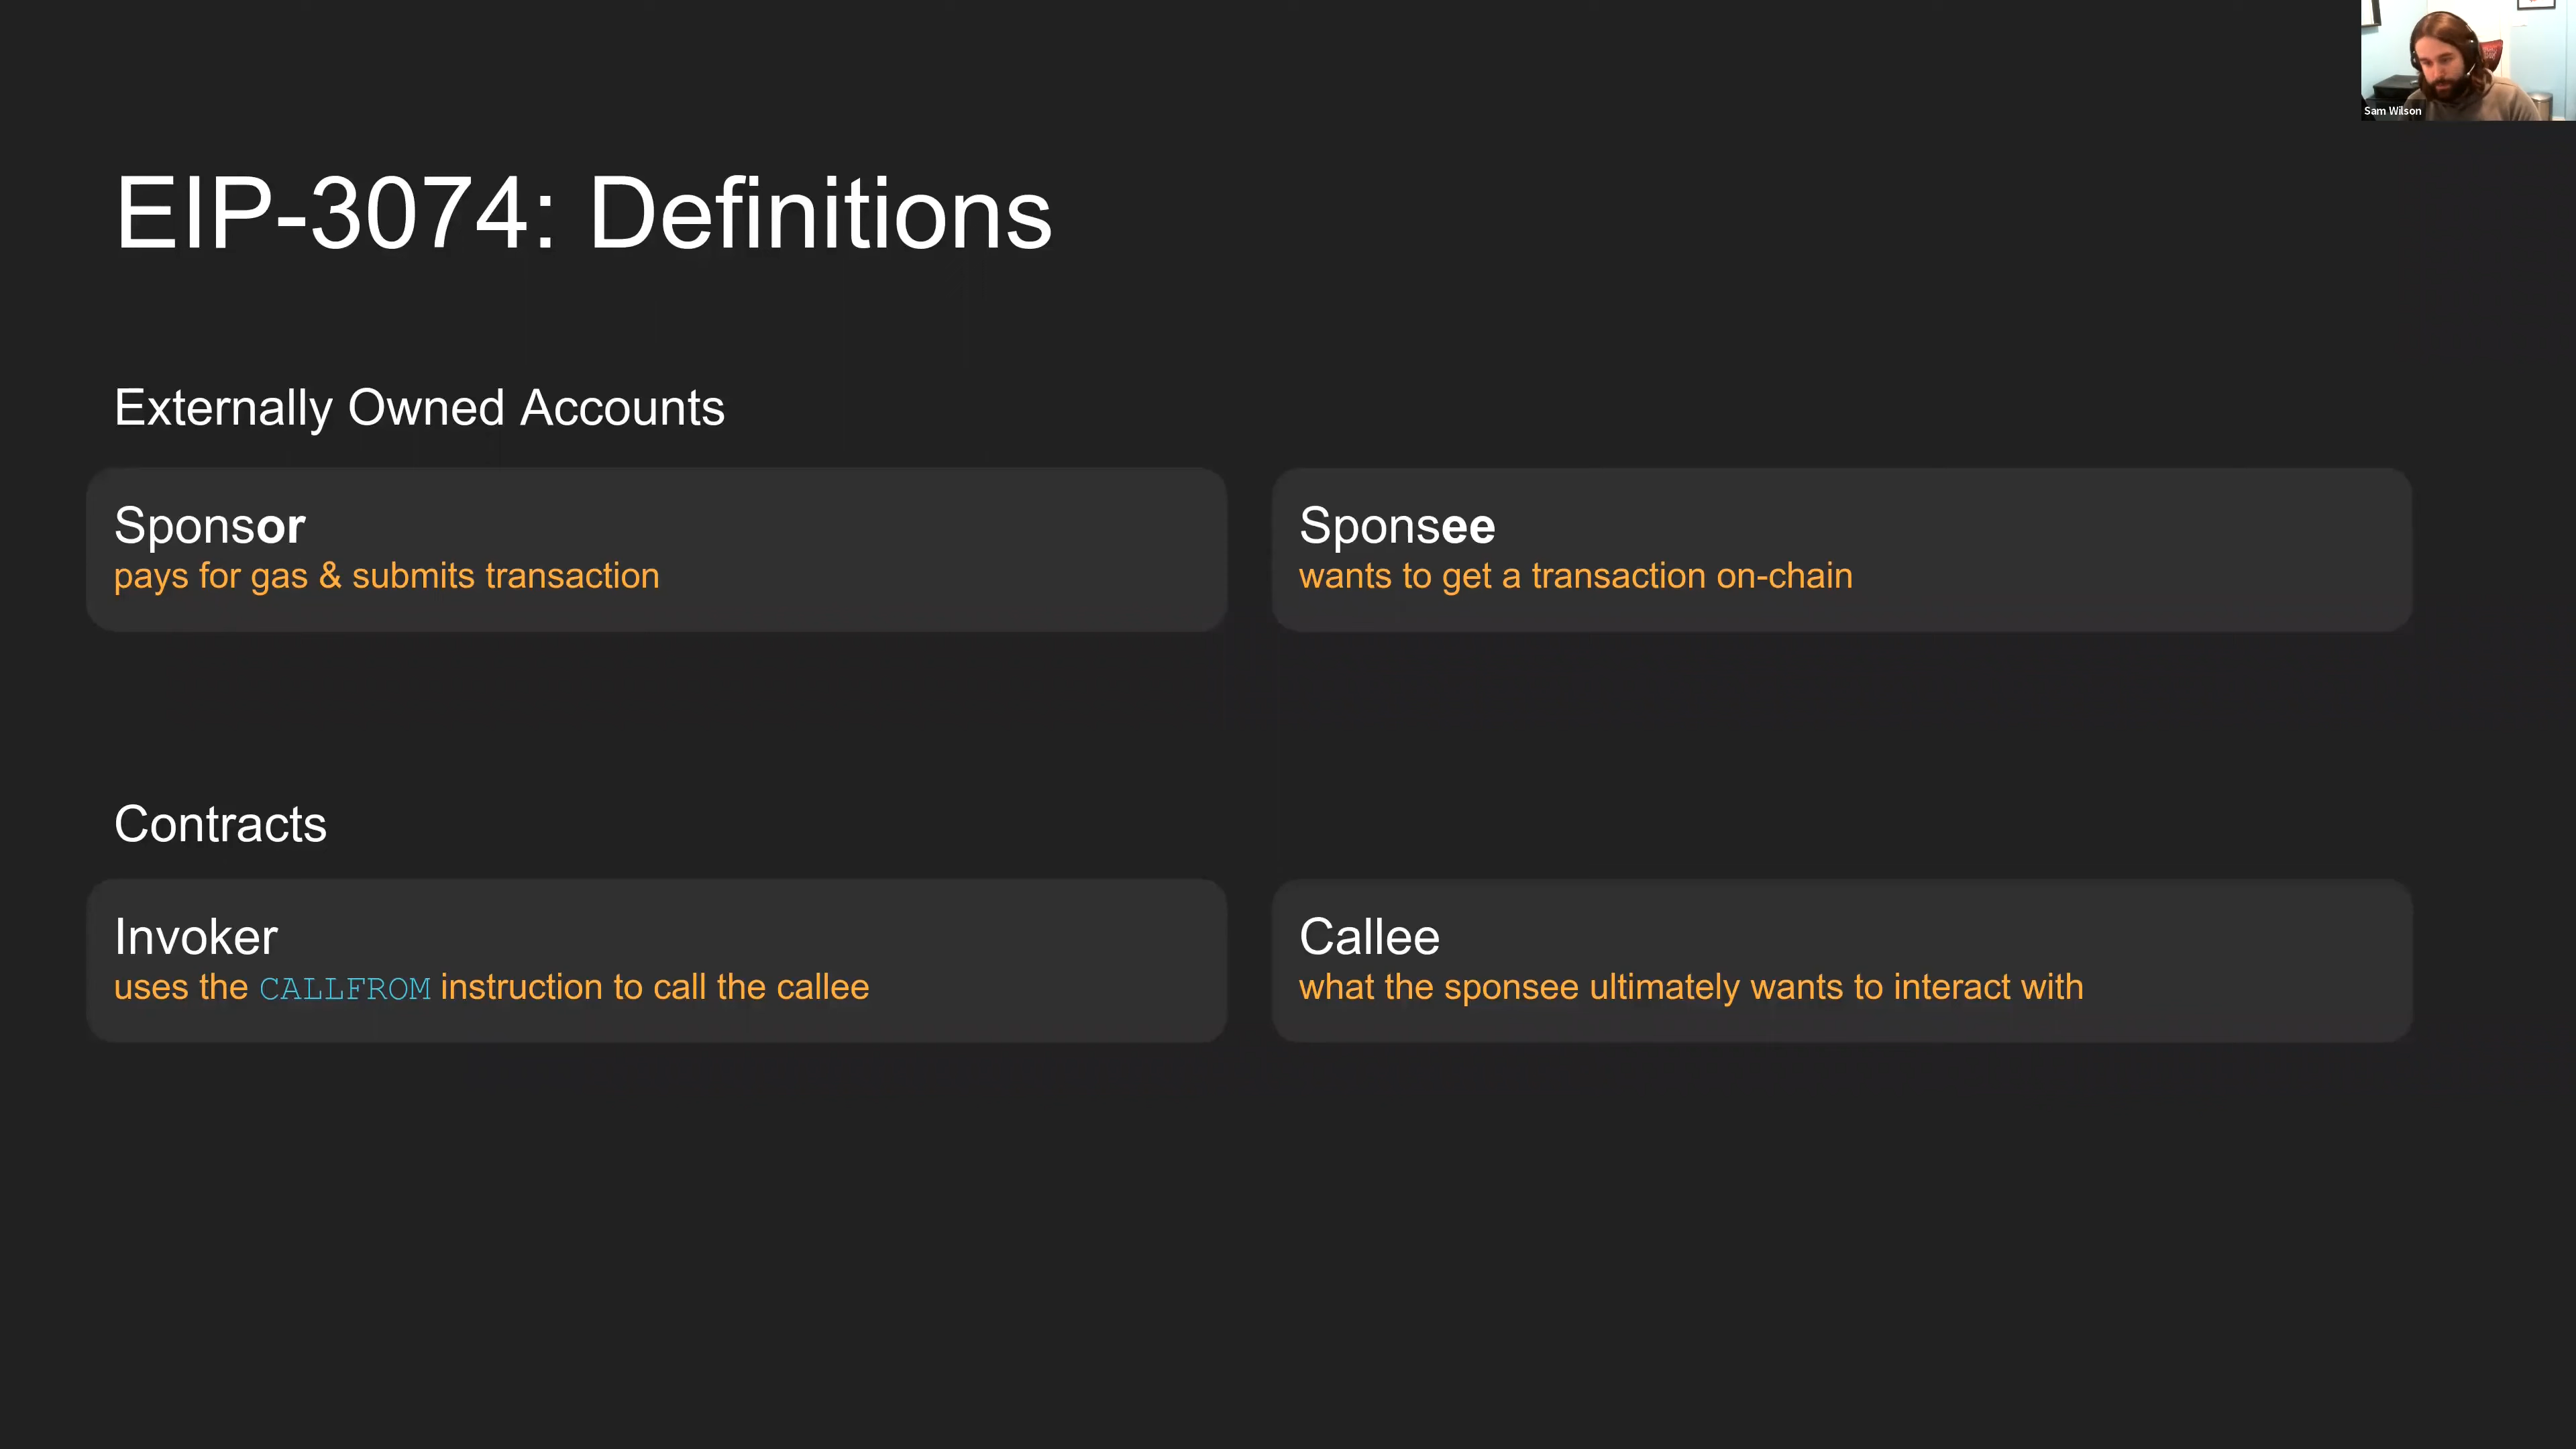 Sam Wilson
EIP-3074: Definitions
Externally Owned Accounts
Sponsor
pays for gas & submits transaction
Sponsee
wants to get a transaction on-chain
Contracts
Invoker
uses the CALLFROM instruction to call the callee
Callee
what the sponsee ultimately wants to interact with